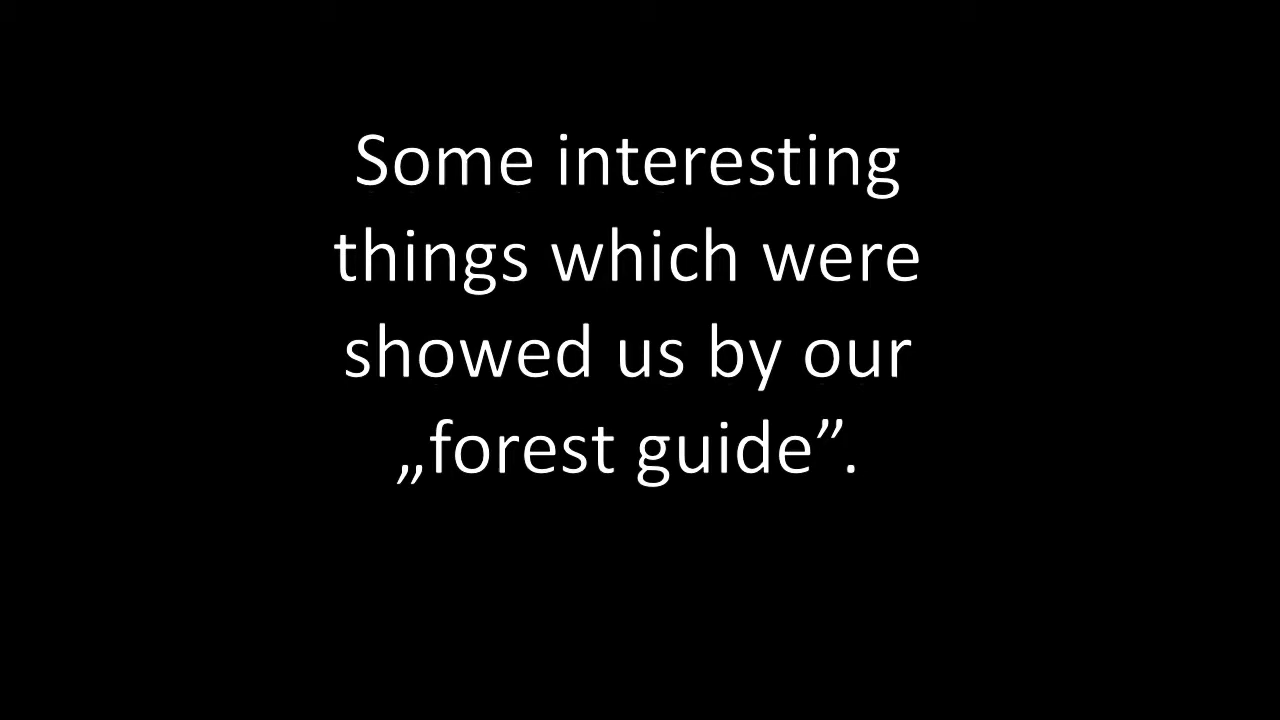 Some interesting
things which were
showed us by our
„forest guide”.